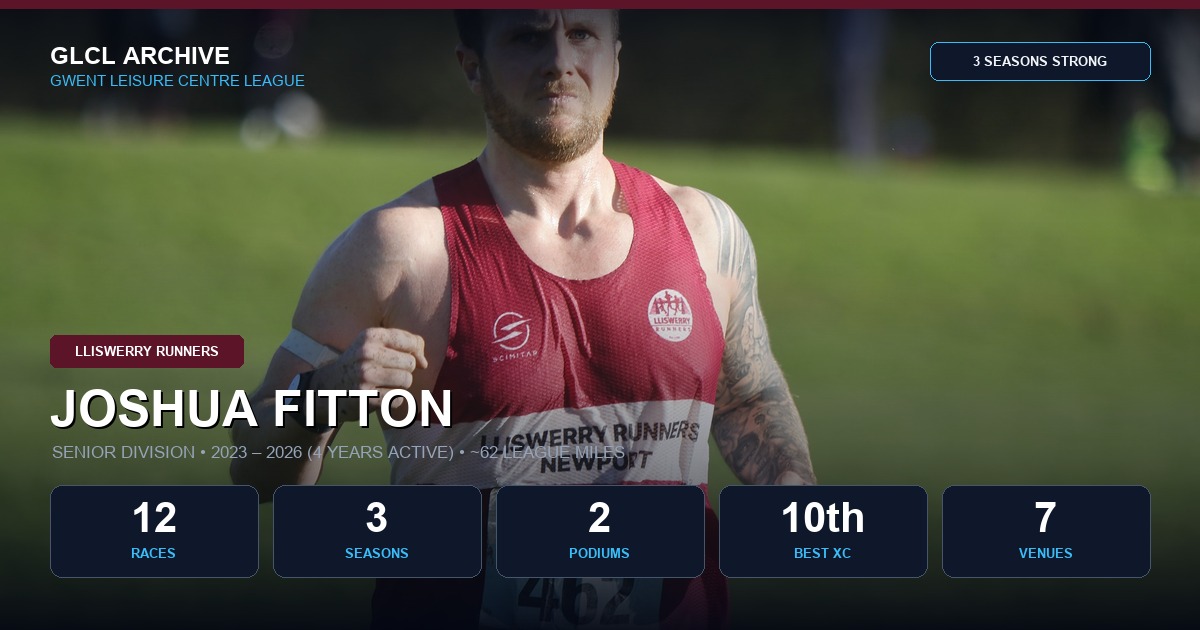 GLCL ARCHIVE
GWENT LEISURE CENTRE LEAGUE
3 SEASONS STRONG
SCIMITAR
LLISWERRY
RUNNERS
LLISWERRY RUNNERS
JOSHUA FITTON
LLISWERRY RUNNERS
NEWPORT
SENIOR DIVISION • 2023 – 2026 (4 YEARS ACTIVE) • ~62 LEAGUE MILES
12
RACES
3
SEASONS
2
PODIUMS
10th
BEST XC
7
VENUES
462